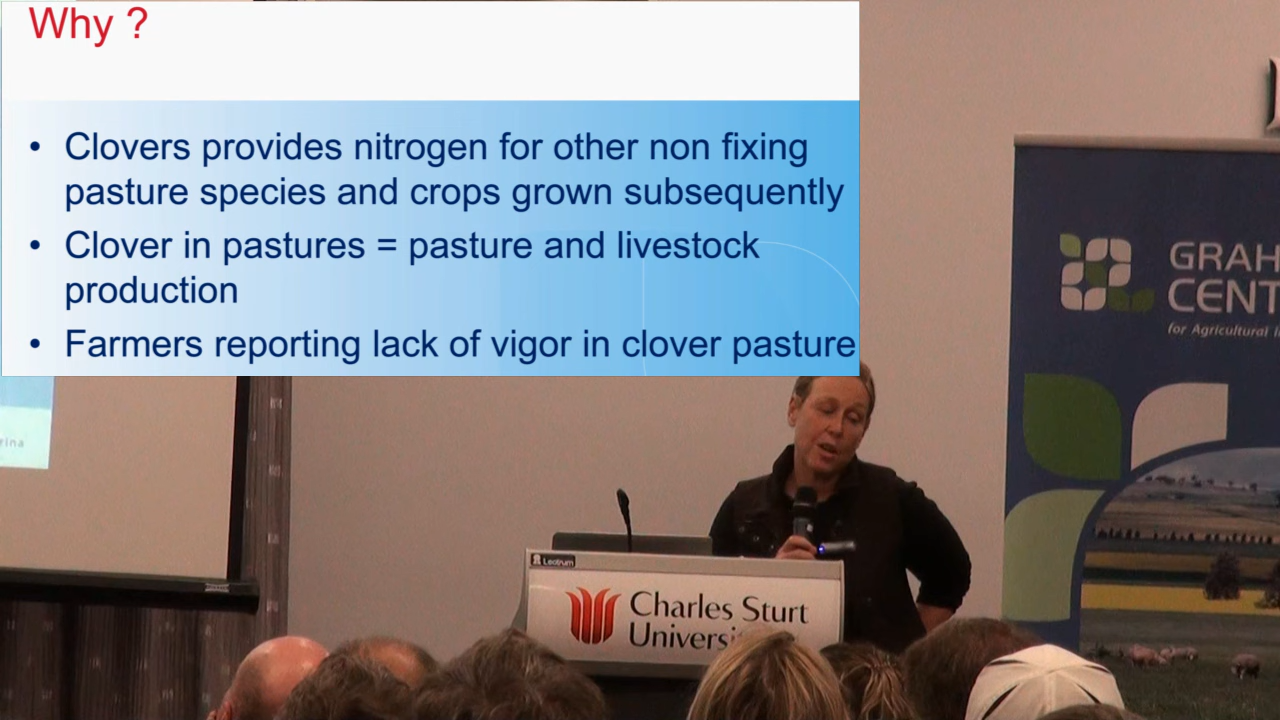 Why ?
• Clovers provides nitrogen for other non fixing
pasture species and crops grown subsequently
• Clover in pastures = pasture and livestock
production
• Farmers reporting lack of vigor in clover pasture
GRAH
CENT
for Agricultural
Lectrum
Charles Sturt
Univers